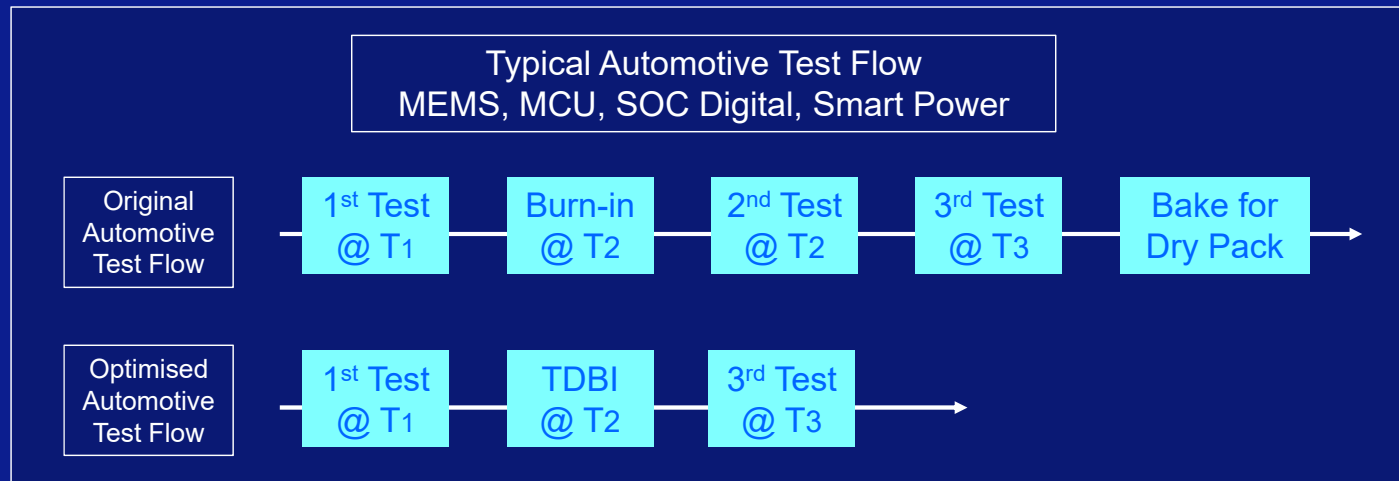 Typical Automotive Test Flow
MEMS, MCU, SOC Digital, Smart Power
Original
Automotive
Test Flow
1st Test
@ T1
Burn-in
@ T2
2nd Test
@ T2
3rd Test
@ T3
Bake for
Dry Pack
Optimised
Automotive
Test Flow
1st Test
@ T1
TDBI
@ T2
3rd Test
@ T3